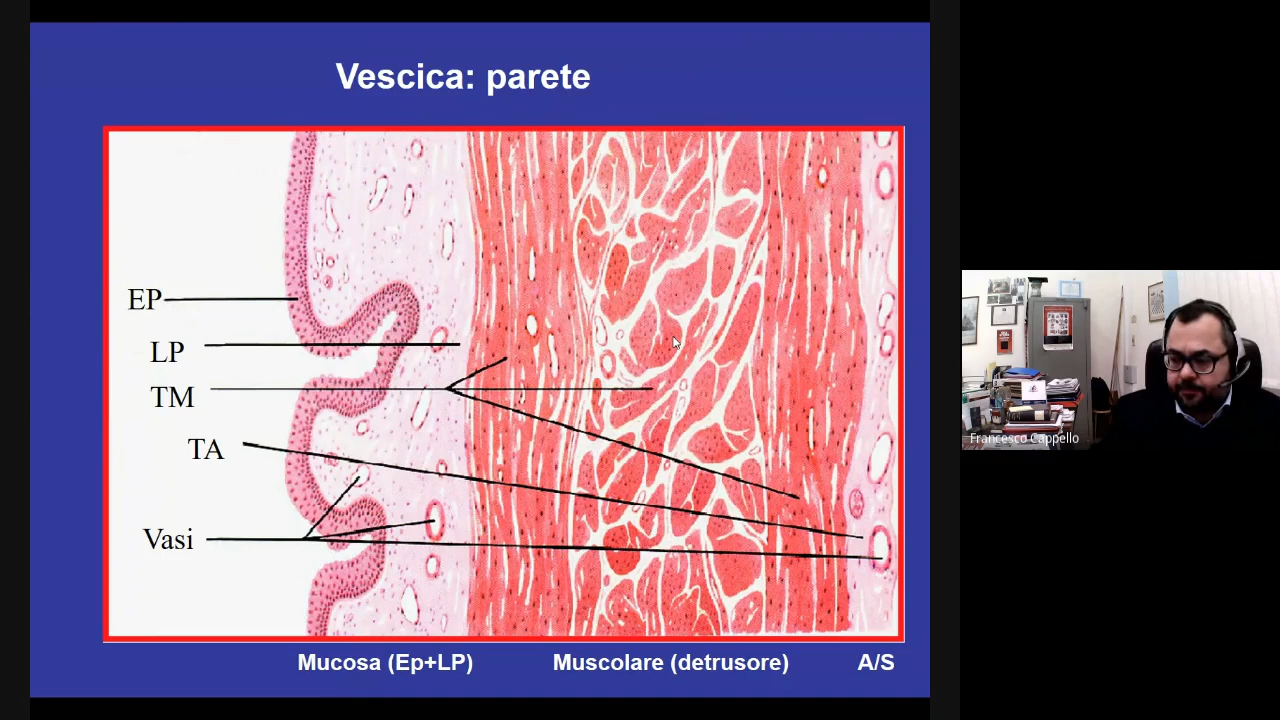 Vescica: parete
EP
LP
TM
TA
Vasi
Mucosa (Ep+LP)
Muscolare (detrusore)
A/S
Francesco Cappello